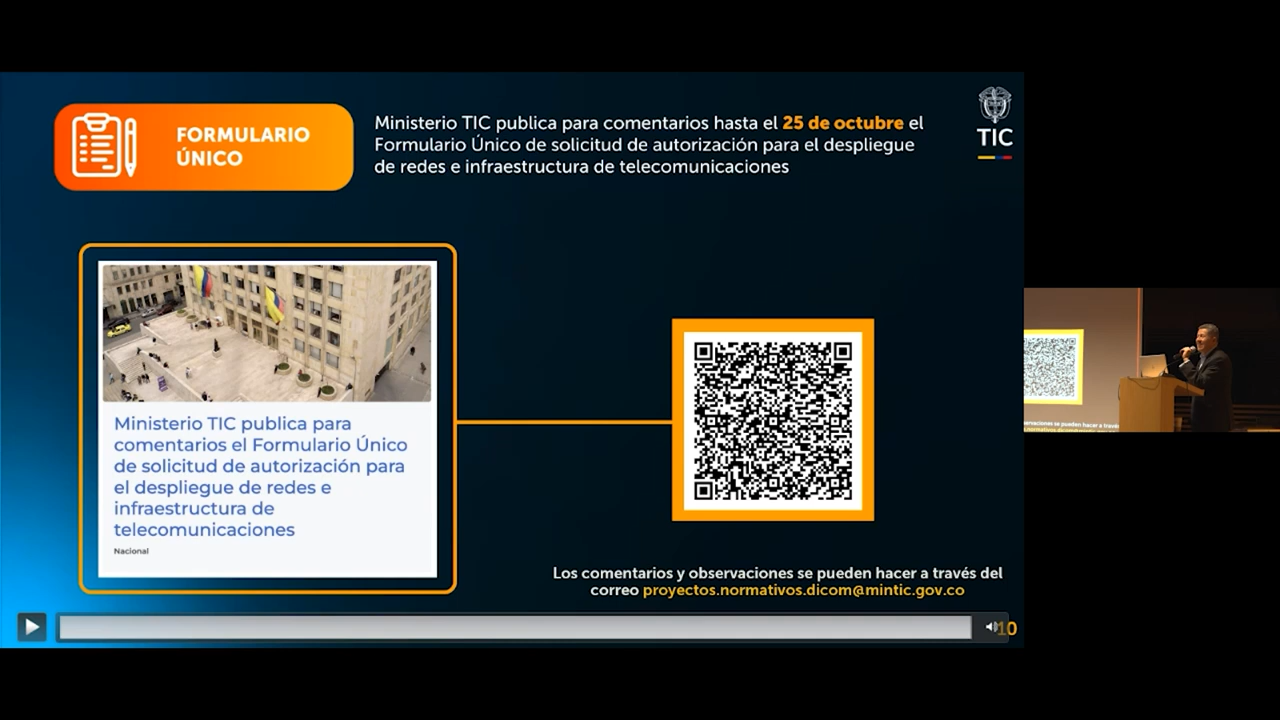 FORMULARIO
ÚNICO
Ministerio TIC publica para comentarios hasta el 25 de octubre el
Formulario Único de solicitud de autorización para el despliegue
de redes e infraestructura de telecomunicaciones
TIC
Ministerio TIC publica para
comentarios el Formulario Único
de solicitud de autorización para
el despliegue de redes e
infraestructura de
telecomunicaciones
Nacional
Los comentarios y observaciones se pueden hacer a través del
correo proyectos.normativos.dicom@mintic.gov.co
10